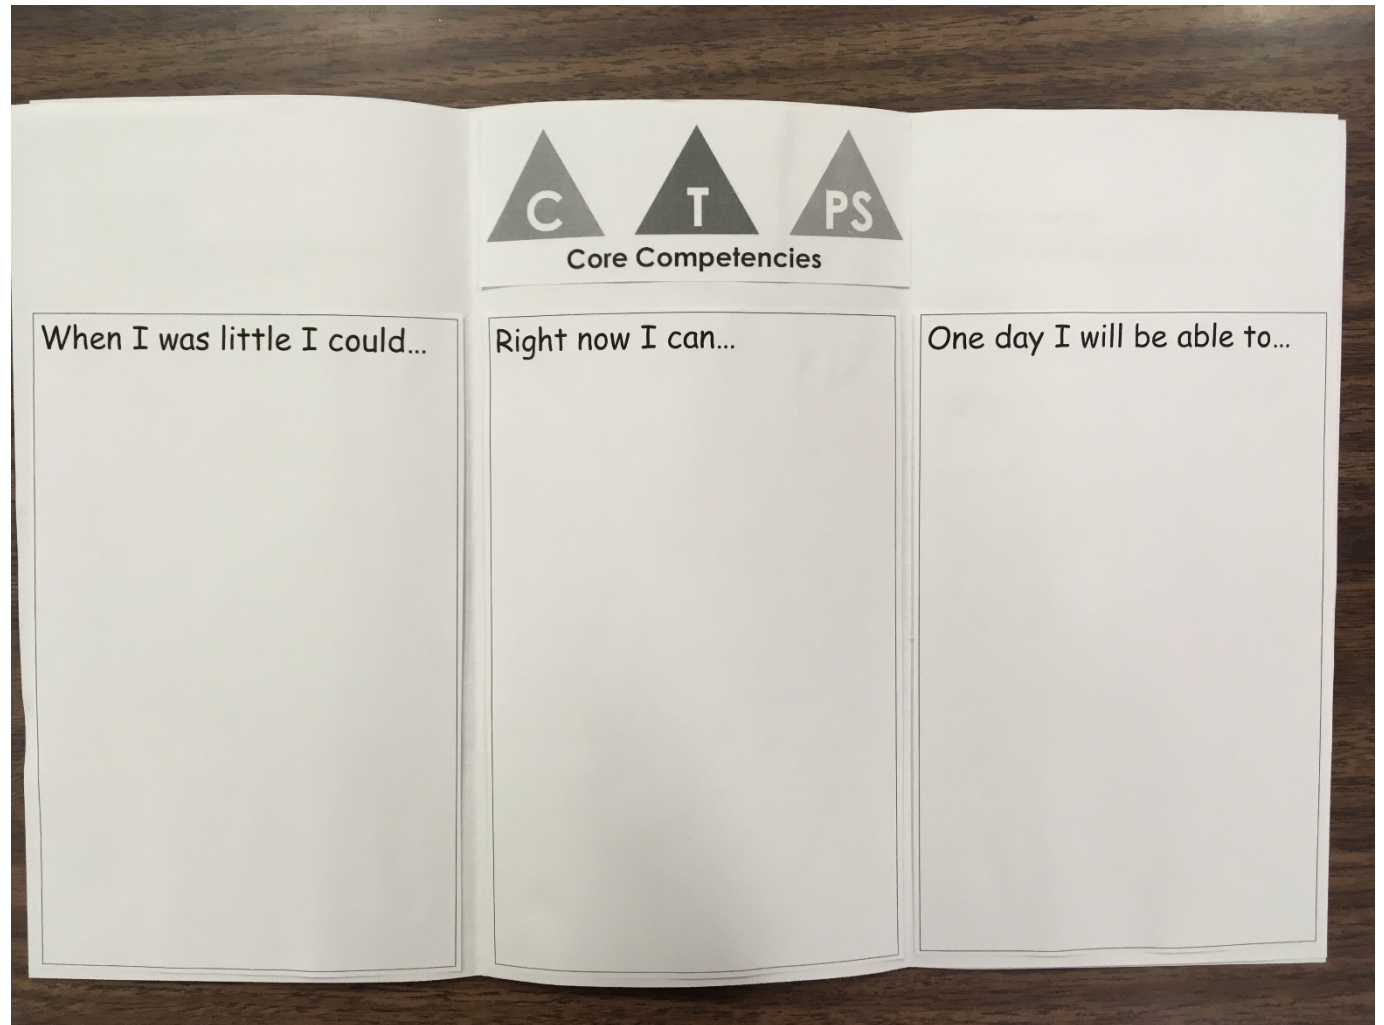 C T PS
Core Competencies
When I was little I could...
Right now I can...
One day I will be able to...